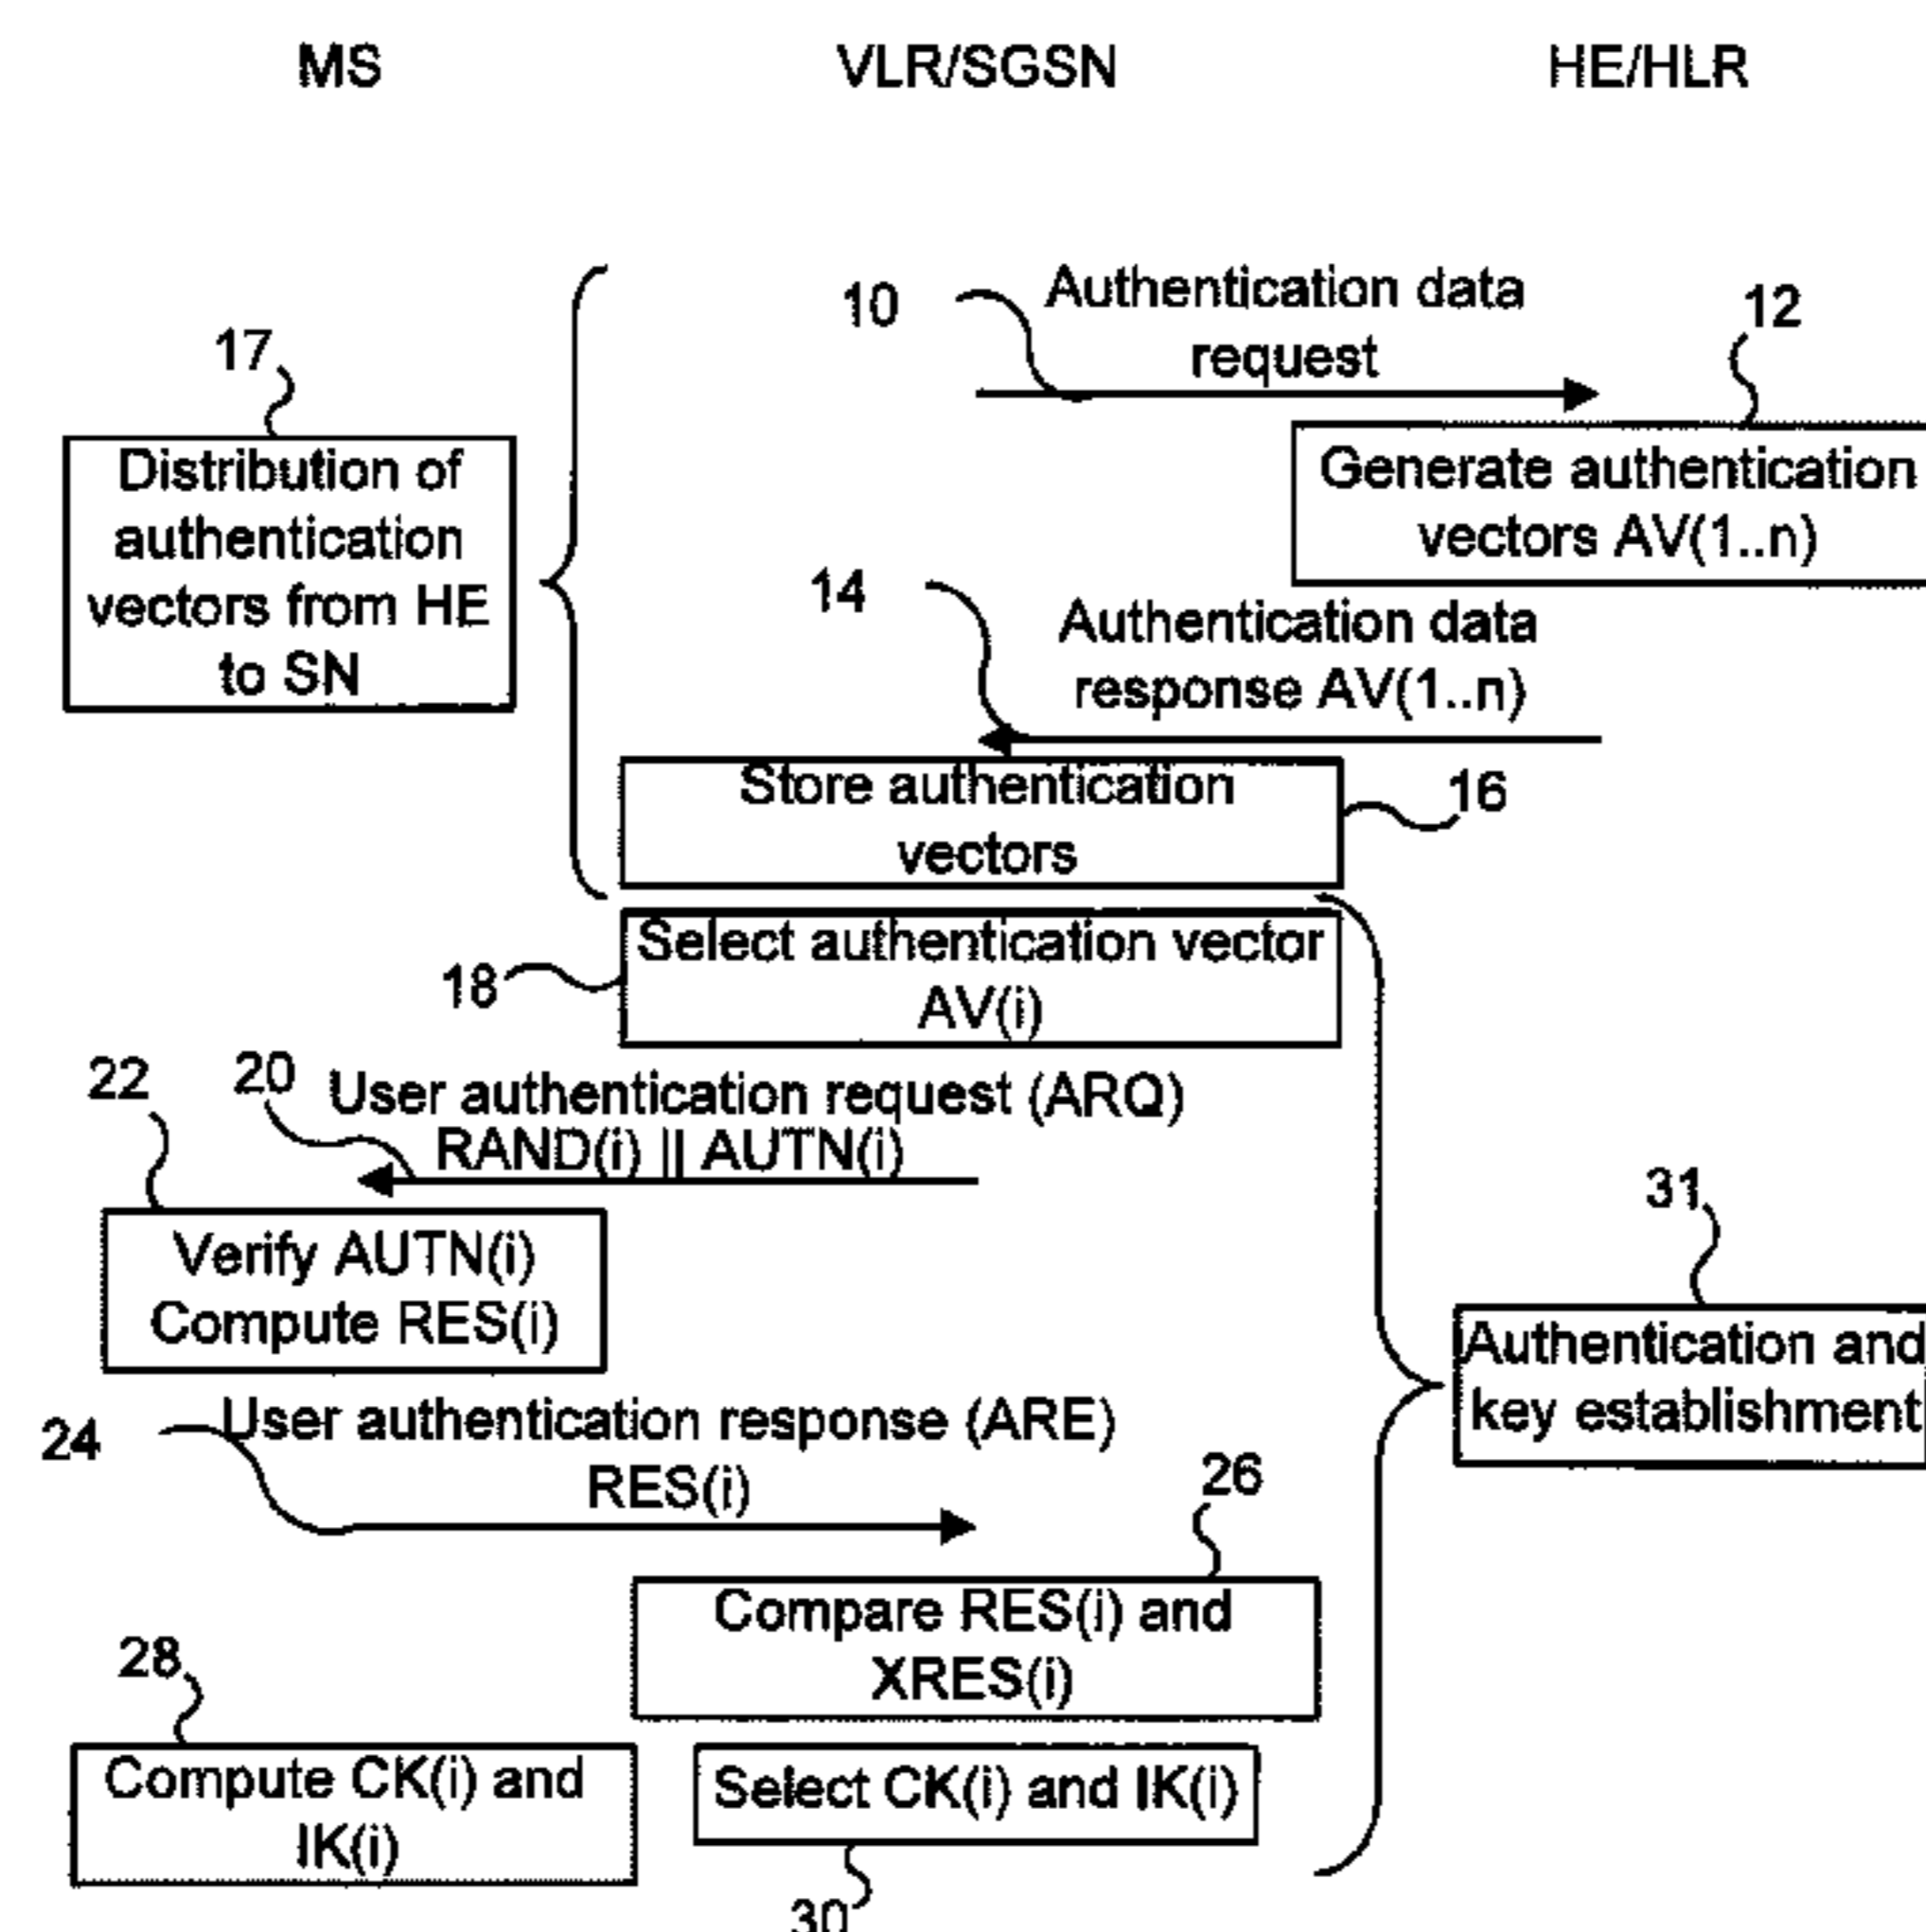 MS VLR/SGSN HE/HLR
10 Authentication data
request
12
17
Distribution of
authentication
vectors from HE
to SN
Generate authentication
vectors AV(1..n)
14 Authentication data
response AV(1..n)
Store authentication
vectors
16
Select authentication vector
AV(i)
18
22 20 User authentication request (ARQ)
RAND(i) || AUTN(i)
31
Verify AUTN(i)
Compute RES(i)
Authentication and
key establishment
24 User authentication response (ARE)
RES(i)
26
Compare RES(i) and
XRES(i)
28
Compute CK(i) and
IK(i)
Select CK(i) and IK(i)
30